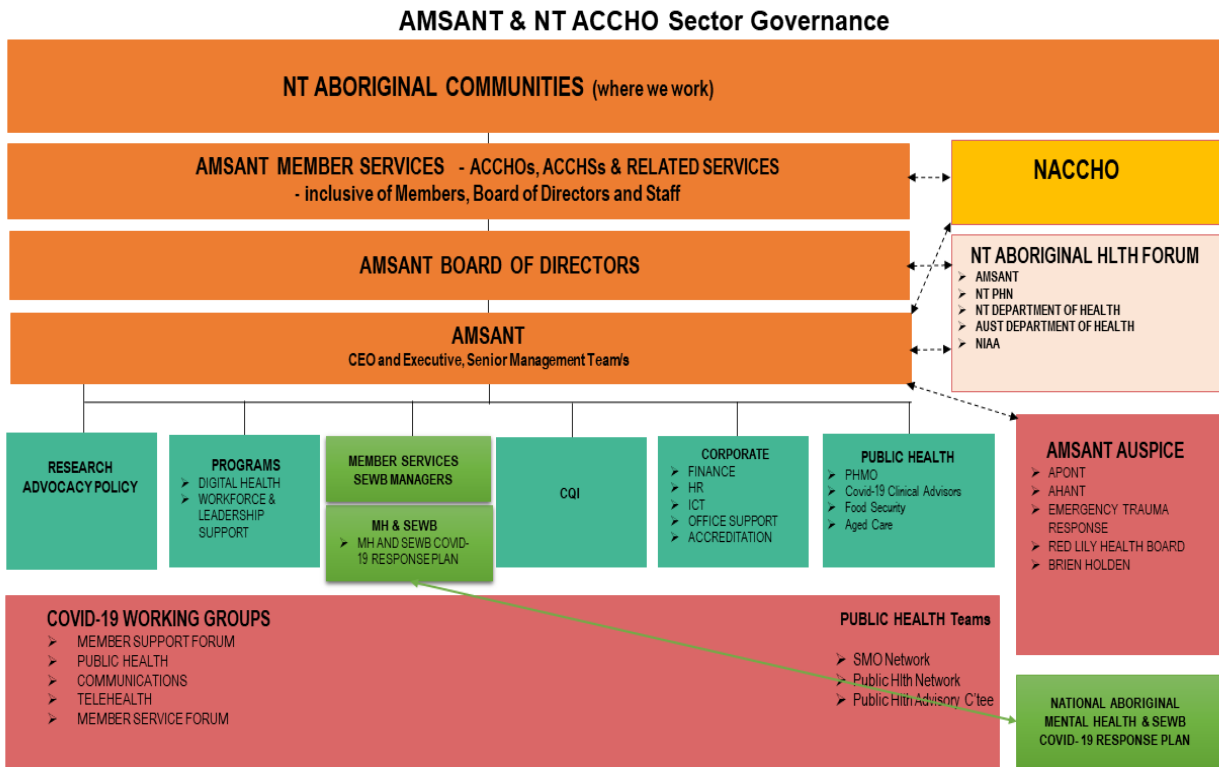 AMSANT & NT ACCHO Sector Governance
NT ABORIGINAL COMMUNITIES (where we work)
AMSANT MEMBER SERVICES - ACCHOs, ACCHSs & RELATED SERVICES
- inclusive of Members, Board of Directors and Staff
NACCHO
AMSANT BOARD OF DIRECTORS
NT ABORIGINAL HLTH FORUM
➢ AMSANT
➢ NT PHN
➢ NT DEPARTMENT OF HEALTH
➢ AUST DEPARTMENT OF HEALTH
➢ NIAA
AMSANT
CEO and Executive, Senior Management Team/s
RESEARCH
ADVOCACY POLICY
PROGRAMS
➢ DIGITAL HEALTH
➢ WORKFORCE &
LEADERSHIP
SUPPORT
MEMBER SERVICES
SEWB MANAGERS
MH & SEWB
➢ MH AND SEWB COVID-
19 RESPONSE PLAN
CQI
CORPORATE
➢ FINANCE
➢ HR
➢ ICT
➢ OFFICE SUPPORT
➢ ACCREDITATION
PUBLIC HEALTH
➢ PHMO
➢ Covid-19 Clinical Advisors
➢ Food Security
➢ Aged Care
AMSANT AUSPICE
➢ APONT
➢ AHANT
➢ EMERGENCY TRAUMA
RESPONSE
➢ RED LILY HEALTH BOARD
➢ BRIEN HOLDEN
COVID-19 WORKING GROUPS
➢ MEMBER SUPPORT FORUM
➢ PUBLIC HEALTH
➢ COMMUNICATIONS
➢ TELEHEALTH
➢ MEMBER SERVICE FORUM
PUBLIC HEALTH Teams
➢ SMO Network
➢ Public Hlth Network
➢ Public Hlth Advisory C'tee
NATIONAL ABORIGINAL
MENTAL HEALTH & SEWB
COVID- 19 RESPONSE PLAN